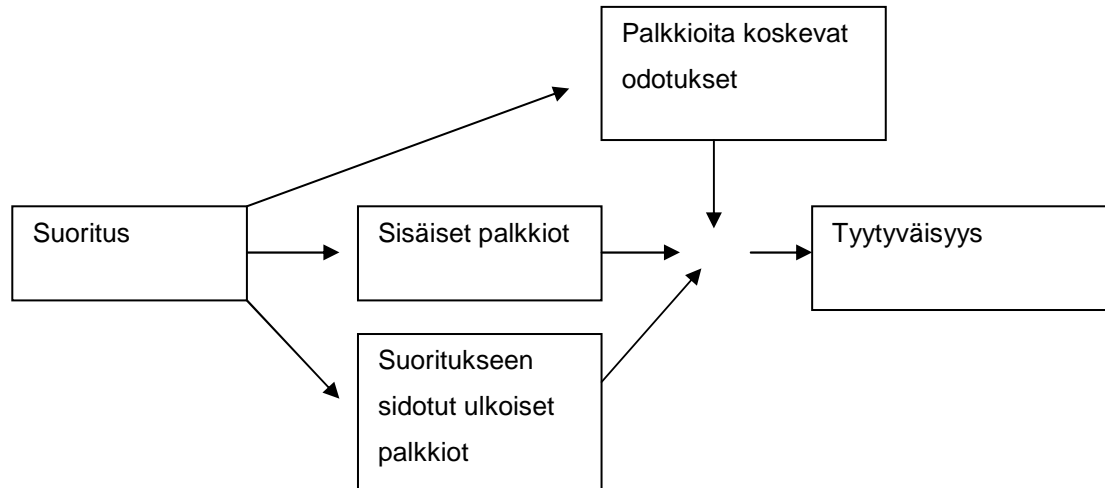 Palkkioita koskevat
odotukset
Suoritus
Sisäiset palkkiot
Tyytyväisyys
Suoritukseen
sidotut ulkoiset
palkkiot